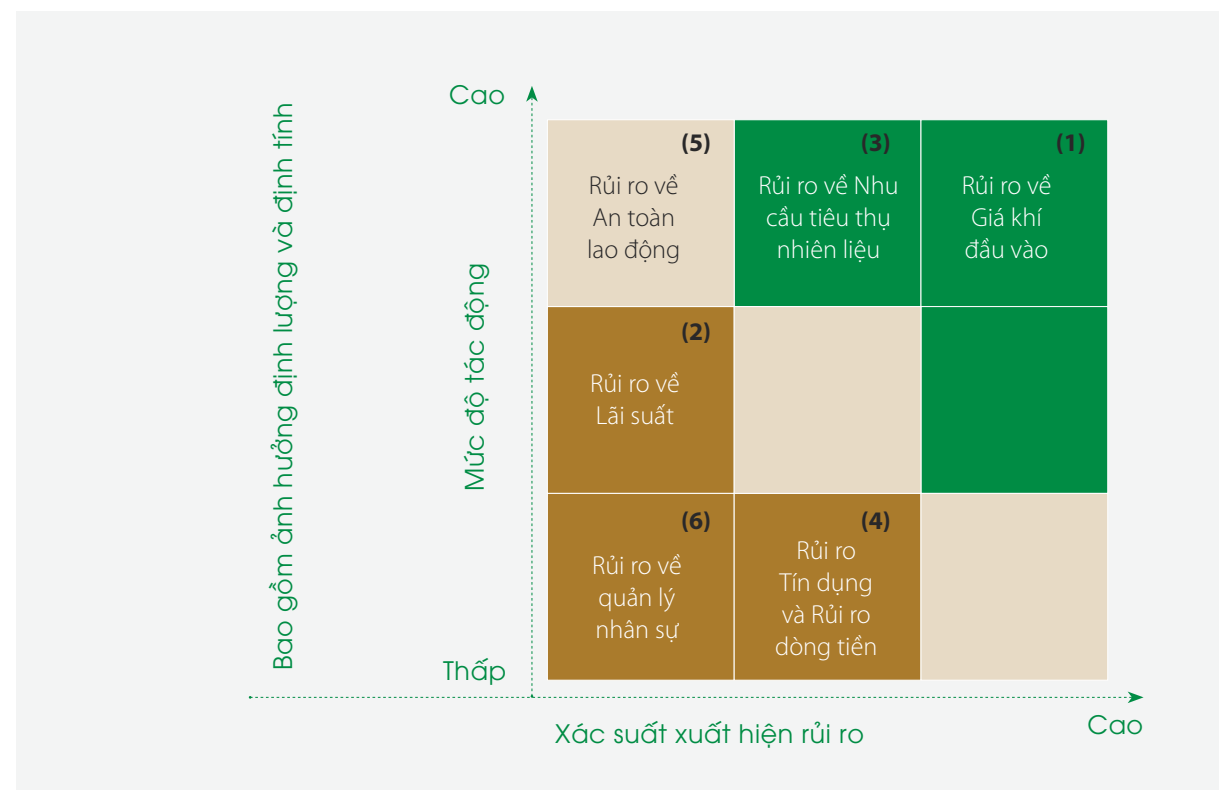 Bao gồm ảnh hưởng định lượng và định tính
Mức độ tác động
Cao
(5)
Rủi ro về
An toàn
lao động
(3)
Rủi ro về Nhu
cầu tiêu thụ
nhiên liệu
(1)
Rủi ro về
Giá khí
đầu vào
(2)
Rủi ro về
Lãi suất
(6)
Rủi ro về
quản lý
nhân sự
(4)
Rủi ro
Tín dụng
và Rủi ro
dòng tiền
Thấp
Xác suất xuất hiện rủi ro
Cao